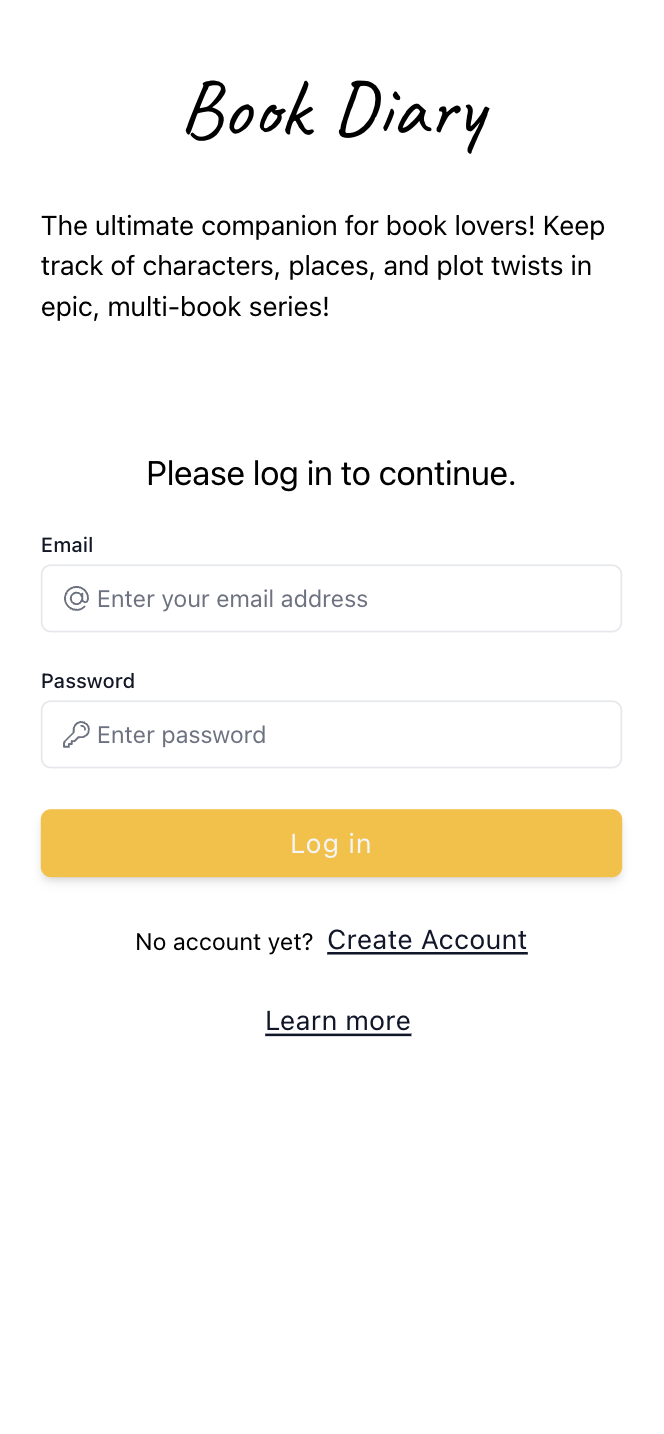 Book Diary
The ultimate companion for book lovers! Keep
track of characters, places, and plot twists in
epic, multi-book series!
Please log in to continue.
Email
Enter your email address
Password
Enter password
Log in
No account yet? Create Account
Learn more